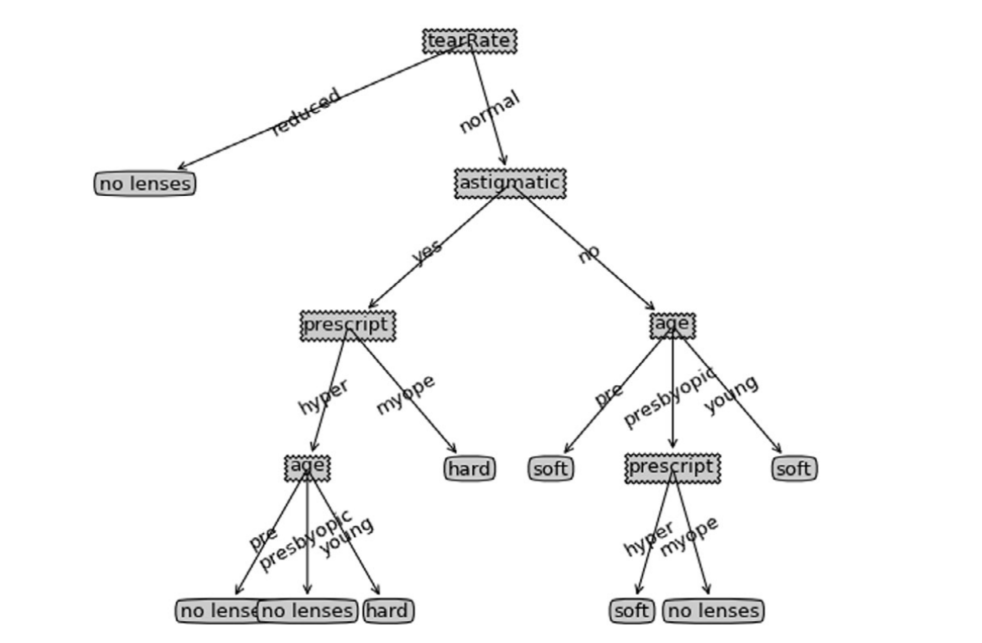 tearRate
reduced
normal
no lenses
astigmatic
yes
no
prescript
age
hyper
myope
pre
presbyopic
young
age
hard
soft
prescript
soft
pre
presbyopic
young
hyper
myope
no lense
no lenses
hard
soft
no lenses